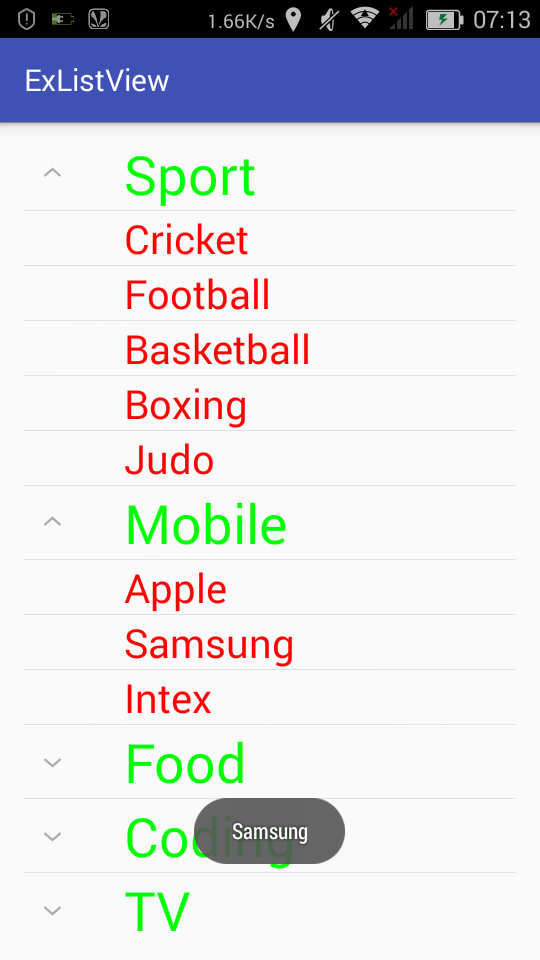 1.66K/s 07:13
ExListView
Sport
Cricket
Football
Basketball
Boxing
Judo
Mobile
Apple
Samsung
Intex
Food
Coding
Samsung
TV